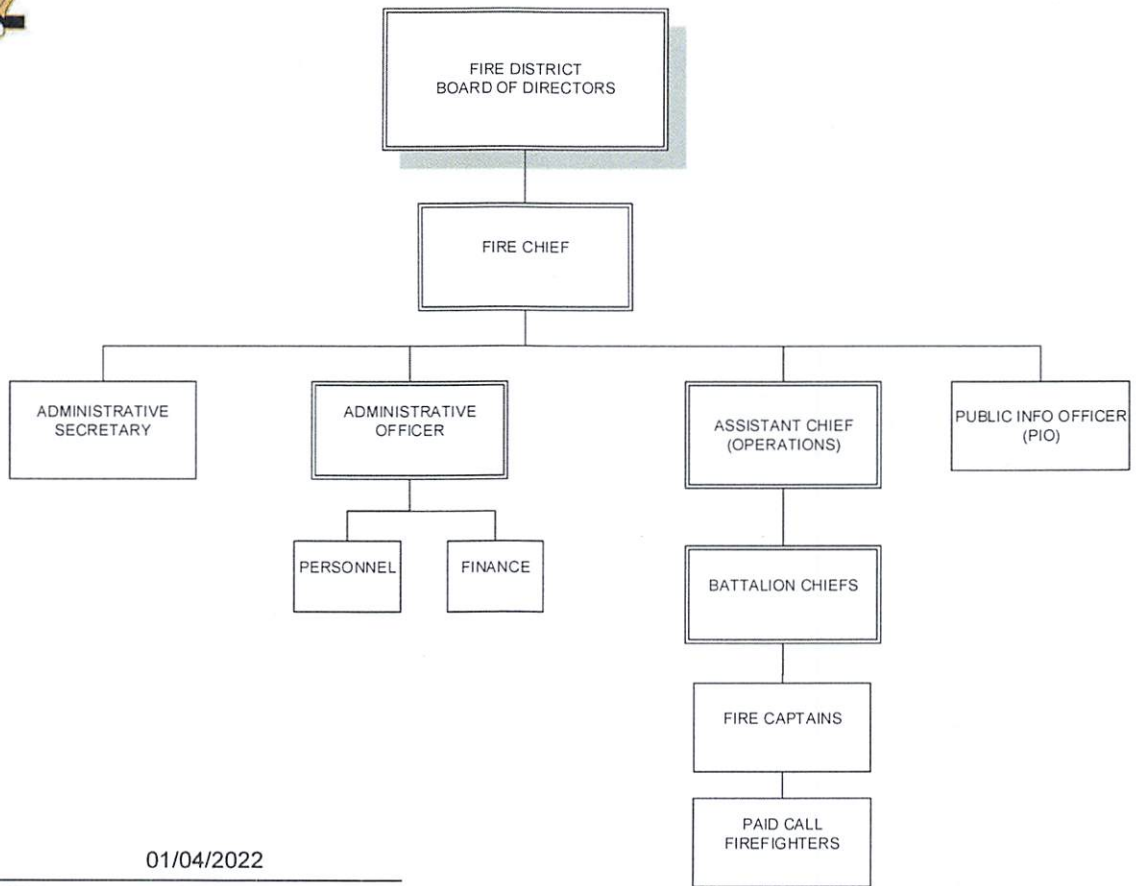 FIRE DISTRICT
BOARD OF DIRECTORS
FIRE CHIEF
ADMINISTRATIVE
SECRETARY
ADMINISTRATIVE
OFFICER
ASSISTANT CHIEF
(OPERATIONS)
PUBLIC INFO OFFICER
(PIO)
PERSONNEL
FINANCE
BATTALION CHIEFS
FIRE CAPTAINS
PAID CALL
FIREFIGHTERS
01/04/2022